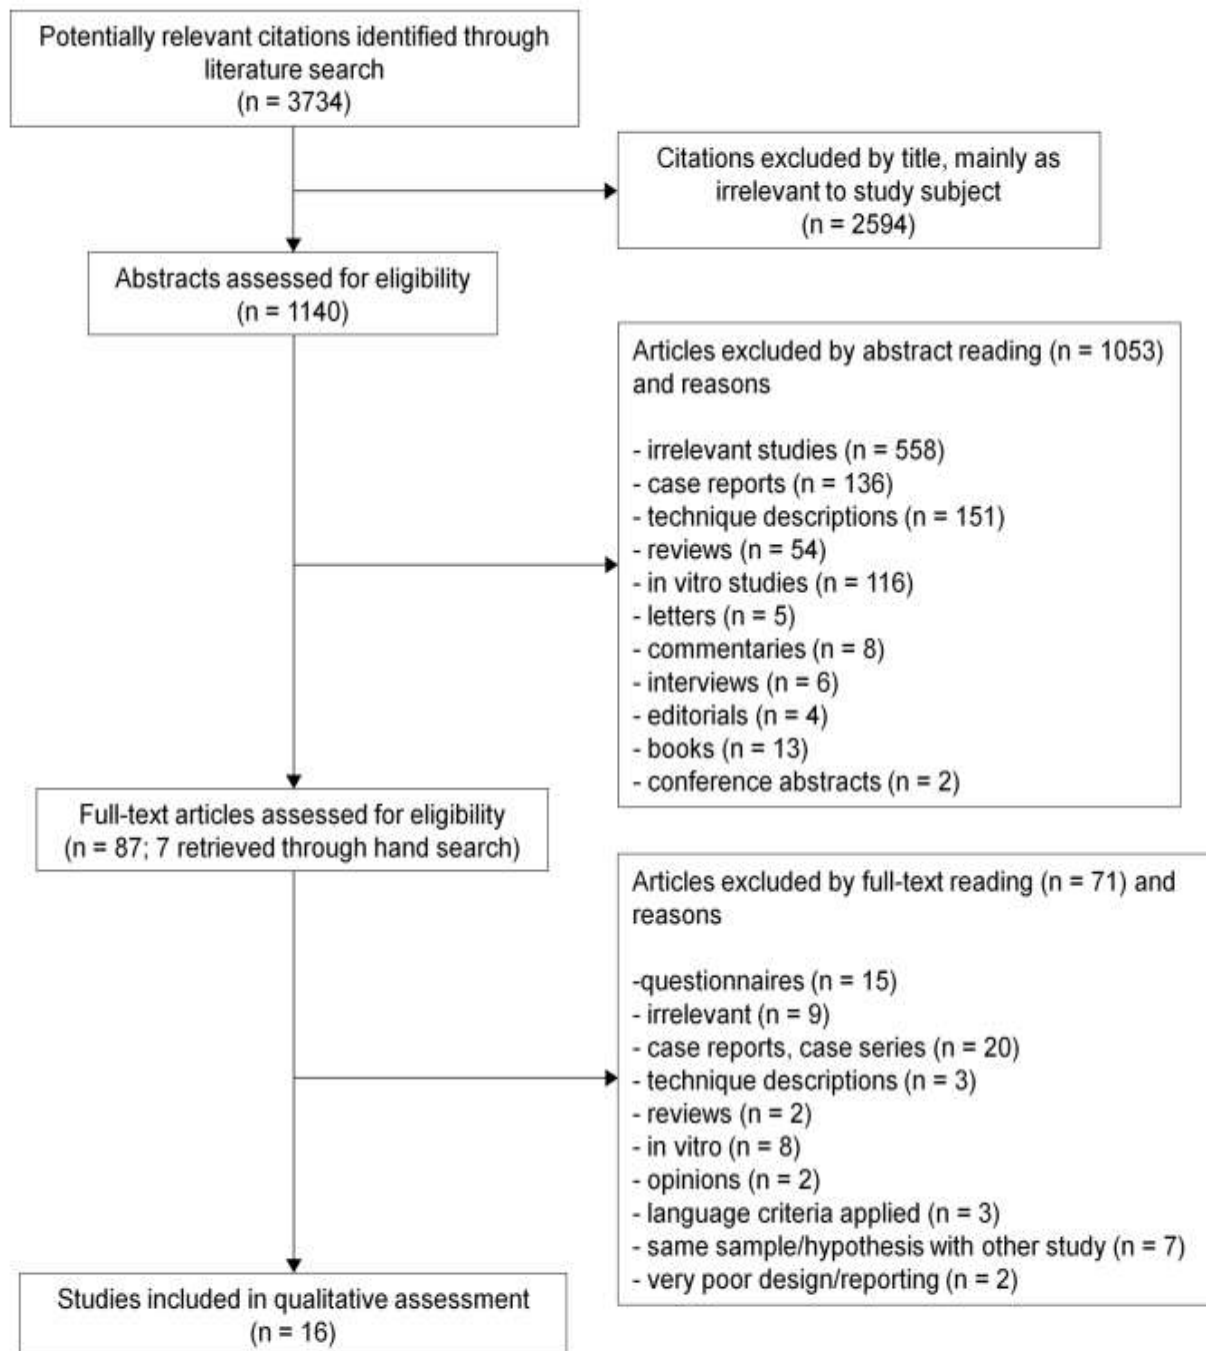 Potentially relevant citations identified through
literature search
(n = 3734)
Citations excluded by title, mainly as
irrelevant to study subject
(n = 2594)
Abstracts assessed for eligibility
(n = 1140)
Articles excluded by abstract reading (n = 1053)
and reasons
- irrelevant studies (n = 558)
- case reports (n = 136)
- technique descriptions (n = 151)
- reviews (n = 54)
- in vitro studies (n = 116)
- letters (n = 5)
- commentaries (n = 8)
- interviews (n = 6)
- editorials (n = 4)
- books (n = 13)
- conference abstracts (n = 2)
Full-text articles assessed for eligibility
(n = 87; 7 retrieved through hand search)
Articles excluded by full-text reading (n = 71) and
reasons
-questionnaires (n = 15)
- irrelevant (n = 9)
- case reports, case series (n = 20)
- technique descriptions (n = 3)
- reviews (n = 2)
- in vitro (n = 8)
- opinions (n = 2)
- language criteria applied (n = 3)
- same sample/hypothesis with other study (n = 7)
- very poor design/reporting (n = 2)
Studies included in qualitative assessment
(n = 16)